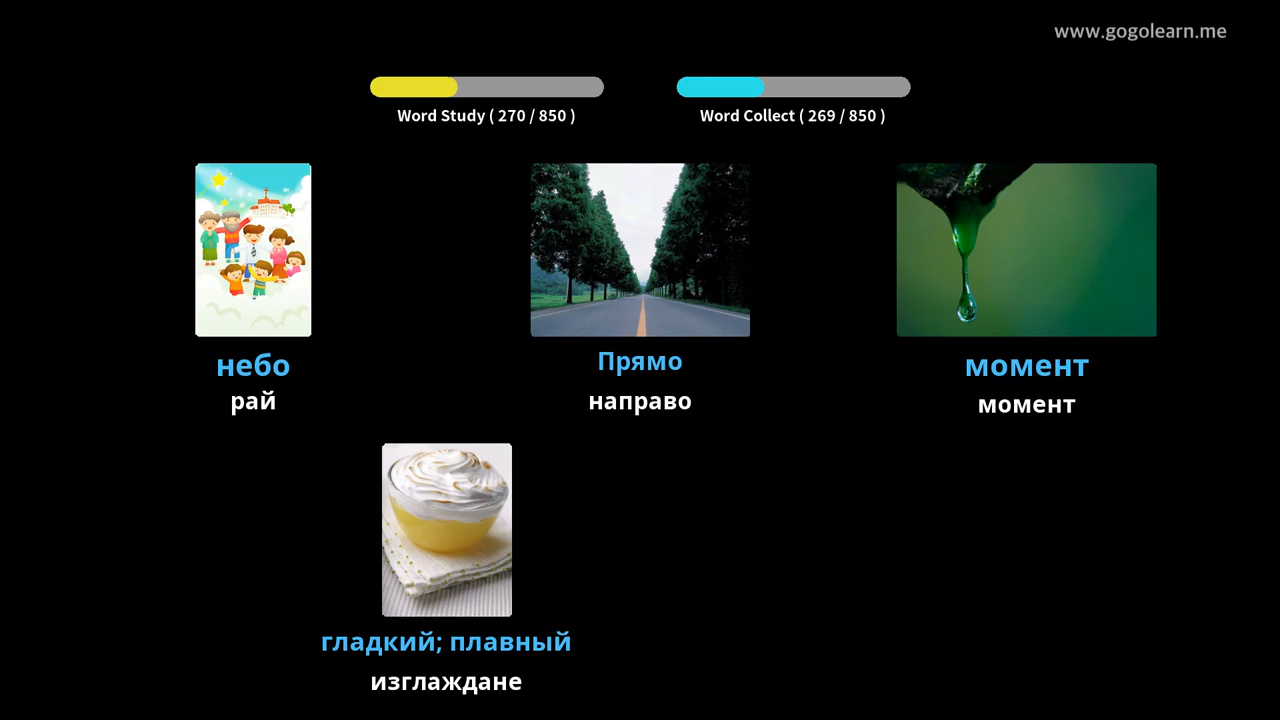 www.gogolearn.me
Word Study ( 270 / 850 )
Word Collect ( 269 / 850 )
небо
рай
Прямо
направо
момент
момент
гладкий; плавный
изглаждане